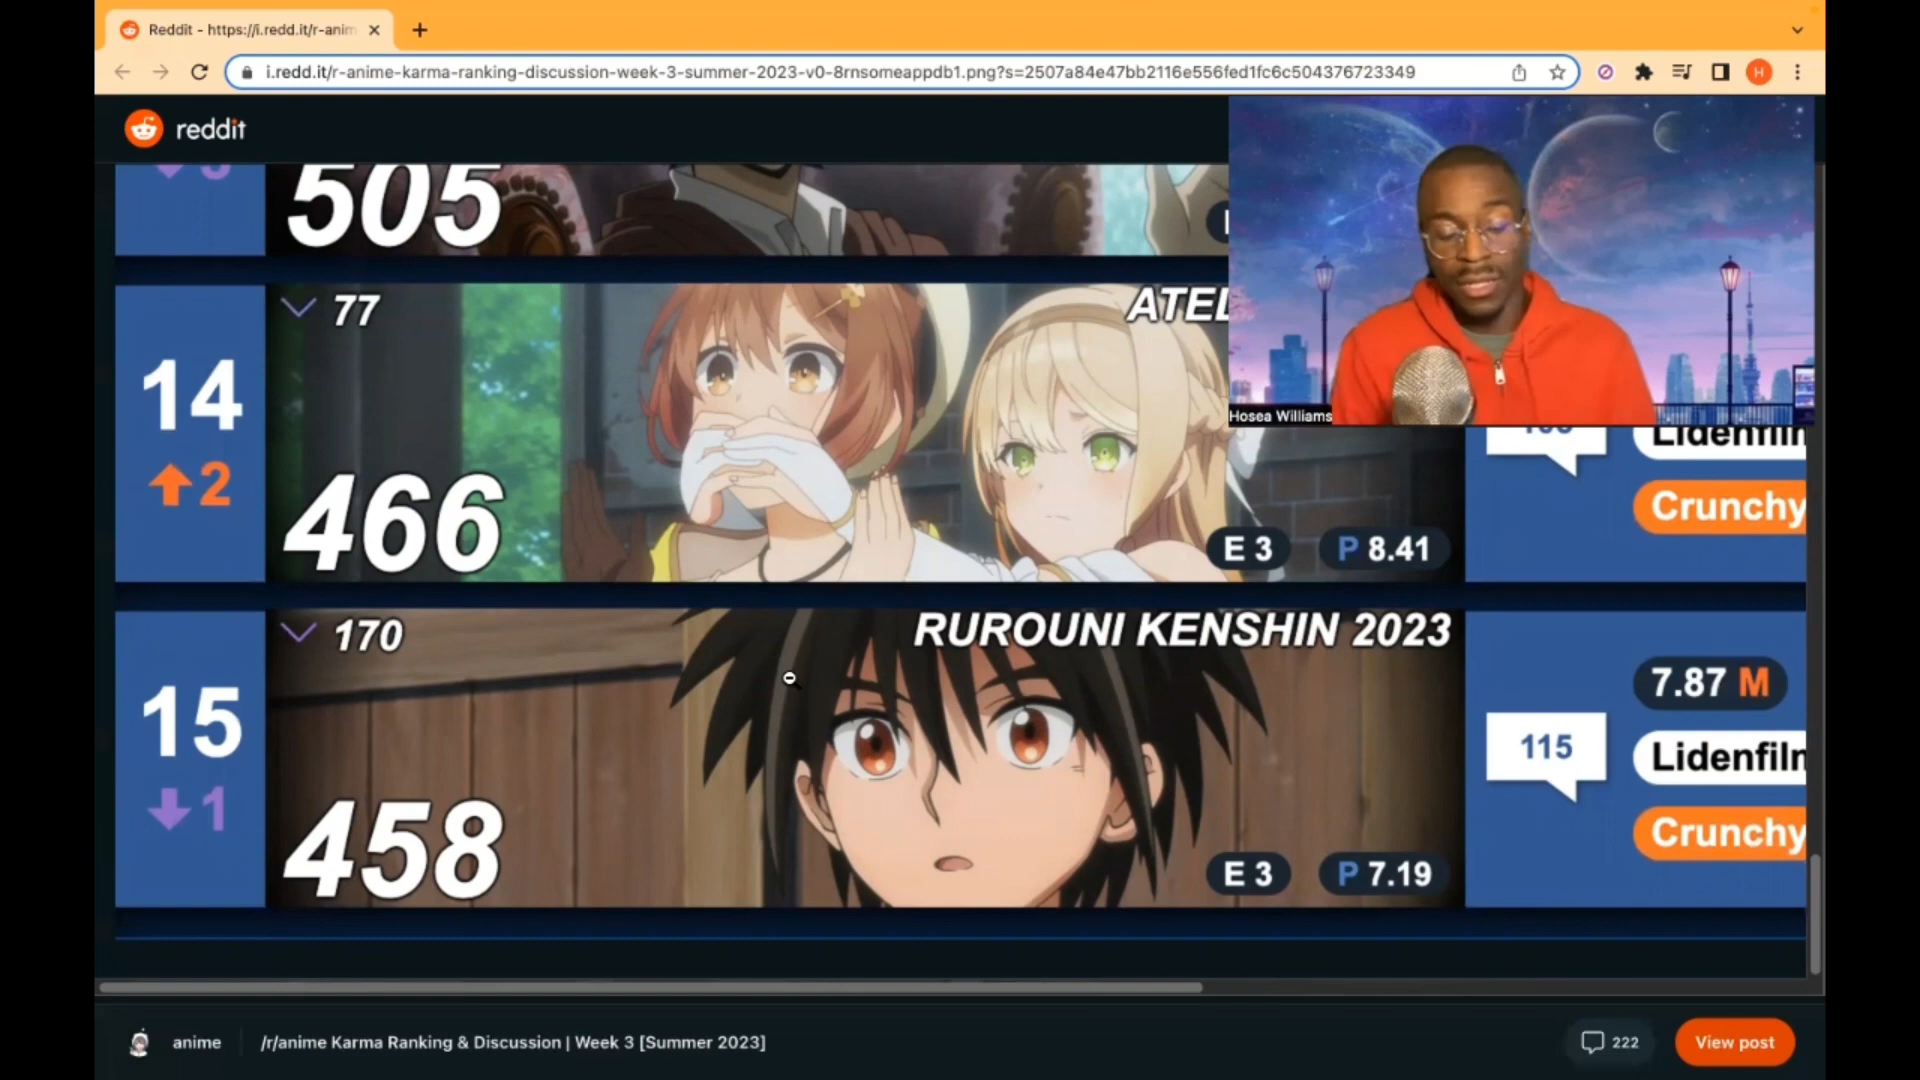 Reddit - https://i.redd.it/r-anim
i.redd.it/r-anime-karma-ranking-discussion-week-3-summer-2023-v0-8rnsomeappdb1.png?s=2507a84e47bb2116e556fed1fc6c504376723349
H
reddit
505
77
ATEL
14
2
466
E 3
P 8.41
Lidenfilm
Crunchy
Hosea Williams
170
RUROUNI KENSHIN 2023
15
1
458
E 3
P 7.19
115
7.87 M
Lidenfilm
Crunchy
anime
/r/anime Karma Ranking & Discussion | Week 3 [Summer 2023]
222
View post